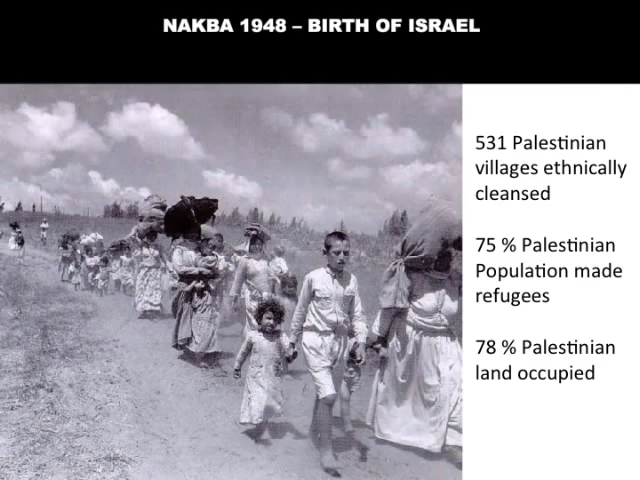 NAKBA 1948 – BIRTH OF ISRAEL
531 Palestinian
villages ethnically
cleansed
75 % Palestinian
Population made
refugees
78 % Palestinian
land occupied